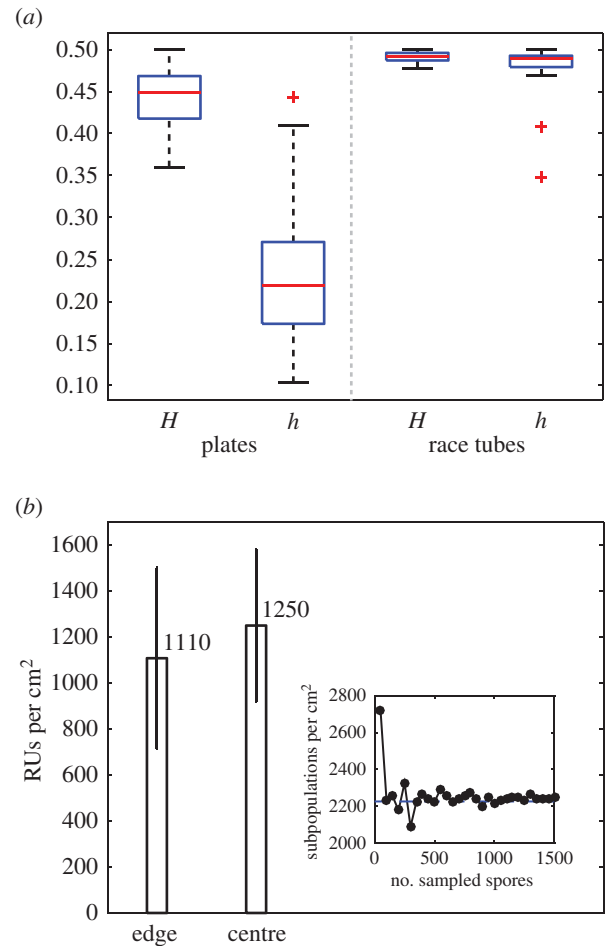 (a)
0.50
0.45
0.40
0.35
0.30
0.25
0.20
0.15
0.10
H h H h
plates race tubes
(b)
1600
1400
1200
1000
800
600
400
200
0
RUs per cm²
1110
1250
edge centre
2800
2600
2400
2200
2000
subpopulations per cm²
0 500 1000 1500
no. sampled spores